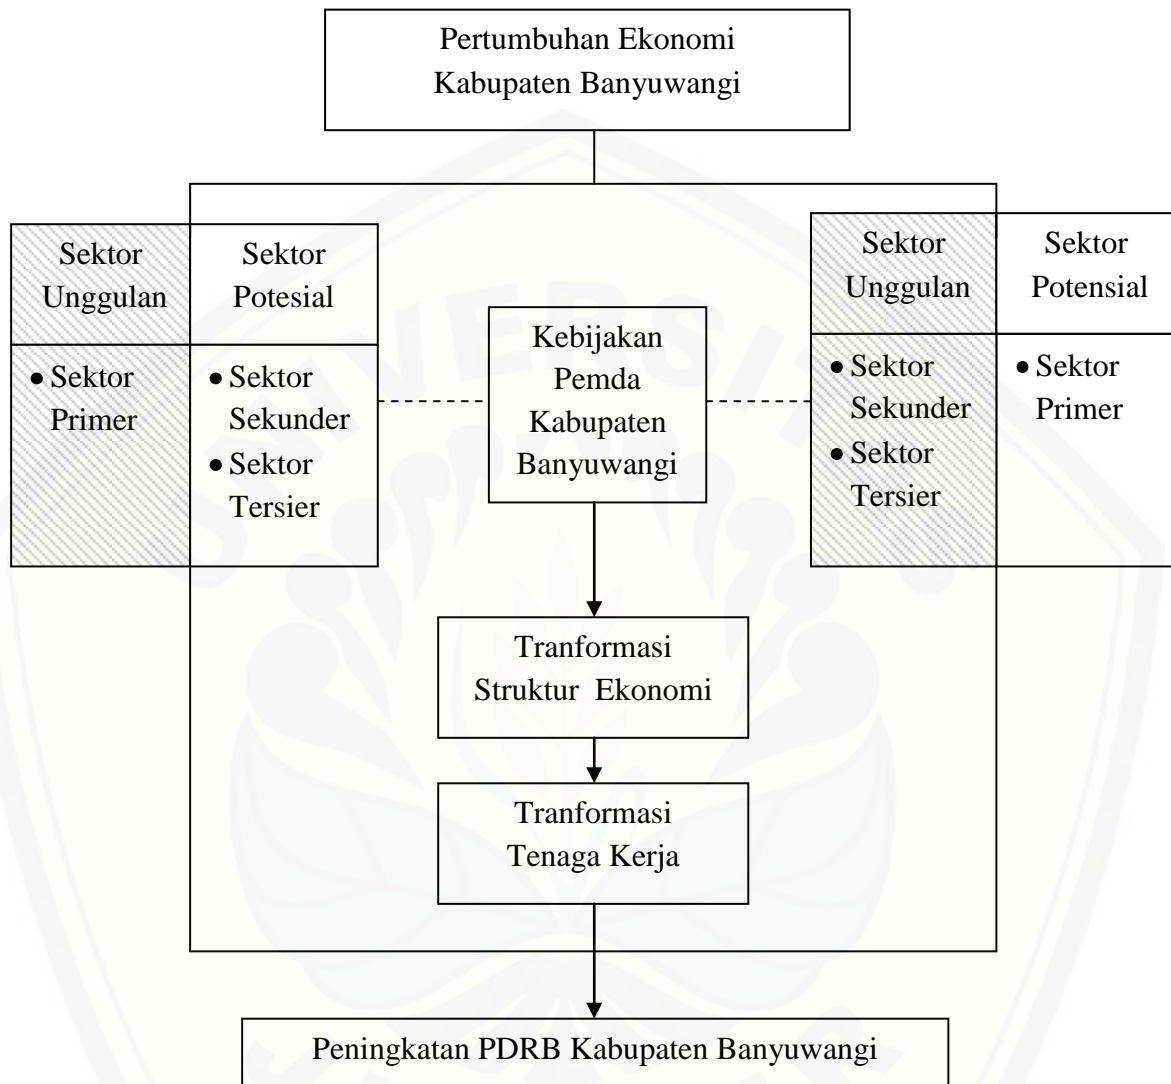 Pertumbuhan Ekonomi
Kabupaten Banyuwangi
Sektor
Unggulan
Sektor
Potesial
• Sektor
Primer
• Sektor
Sekunder
• Sektor
Tersier
Kebijakan
Pemda
Kabupaten
Banyuwangi
Sektor
Unggulan
Sektor
Potensial
• Sektor
Sekunder
• Sektor
Tersier
• Sektor
Primer
Tranformasi
Struktur Ekonomi
Tranformasi
Tenaga Kerja
Peningkatan PDRB Kabupaten Banyuwangi
UNIVERSITAS